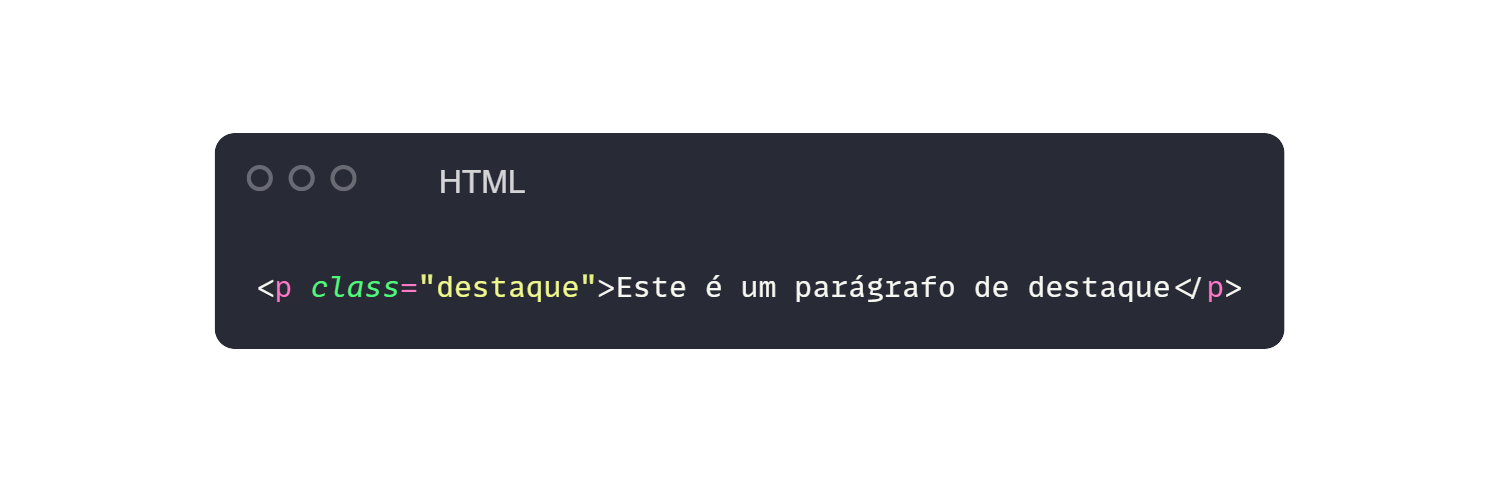 HTML
<p class="destaque">Este é um parágrafo de destaque</p>